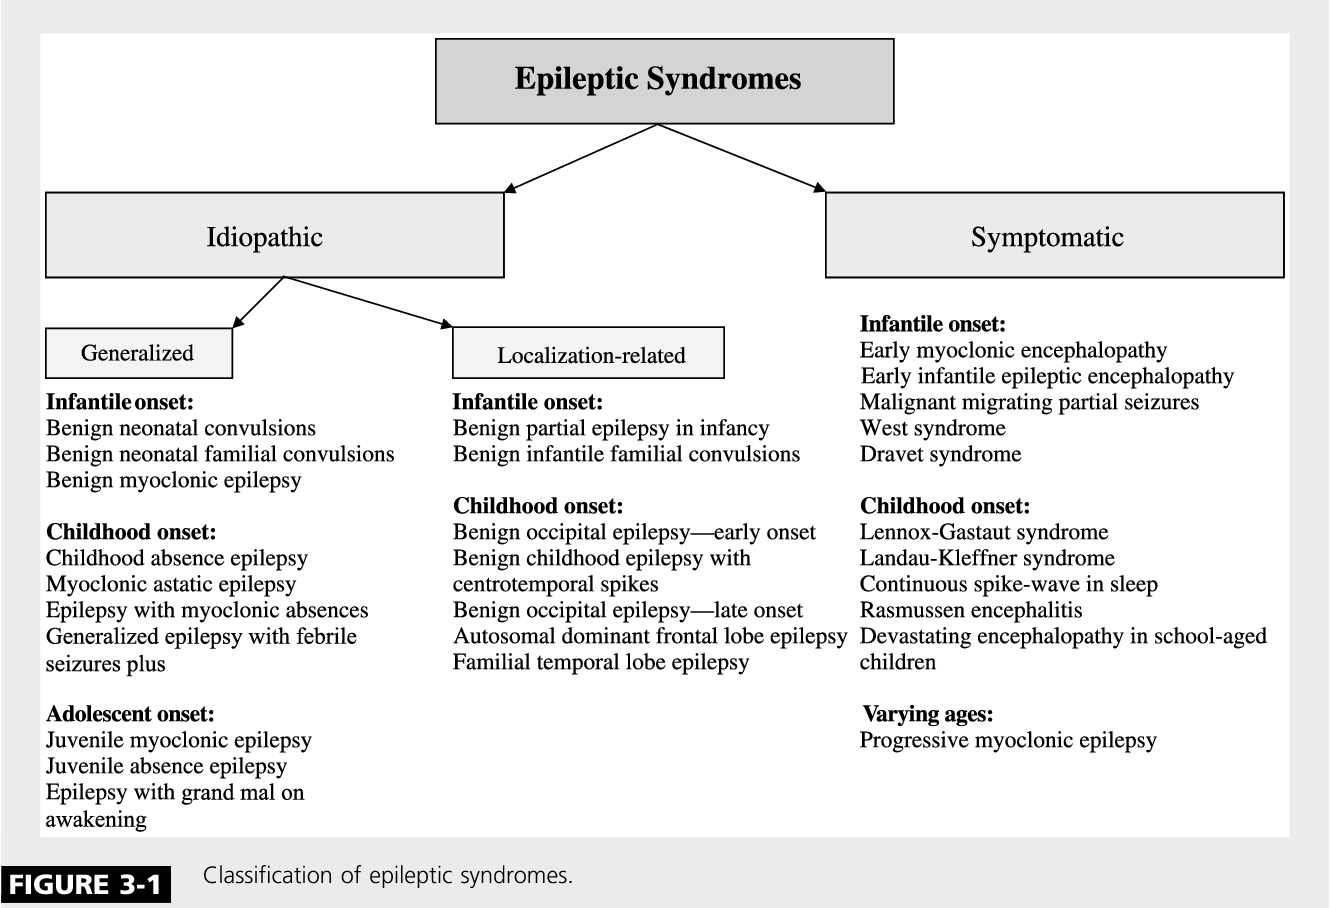 Epileptic Syndromes
Idiopathic
Symptomatic
Generalized
Localization-related
Infantile onset:
Benign neonatal convulsions
Benign neonatal familial convulsions
Benign myoclonic epilepsy
Childhood onset:
Childhood absence epilepsy
Myoclonic astatic epilepsy
Epilepsy with myoclonic absences
Generalized epilepsy with febrile
seizures plus
Adolescent onset:
Juvenile myoclonic epilepsy
Juvenile absence epilepsy
Epilepsy with grand mal on
awakening
Infantile onset:
Benign partial epilepsy in infancy
Benign infantile familial convulsions
Childhood onset:
Benign occipital epilepsy—early onset
Benign childhood epilepsy with
centrotemporal spikes
Benign occipital epilepsy—late onset
Autosomal dominant frontal lobe epilepsy
Familial temporal lobe epilepsy
Infantile onset:
Early myoclonic encephalopathy
Early infantile epileptic encephalopathy
Malignant migrating partial seizures
West syndrome
Dravet syndrome
Childhood onset:
Lennox-Gastaut syndrome
Landau-Kleffner syndrome
Continuous spike-wave in sleep
Rasmussen encephalitis
Devastating encephalopathy in school-aged
children
Varying ages:
Progressive myoclonic epilepsy
FIGURE 3-1 Classification of epileptic syndromes.